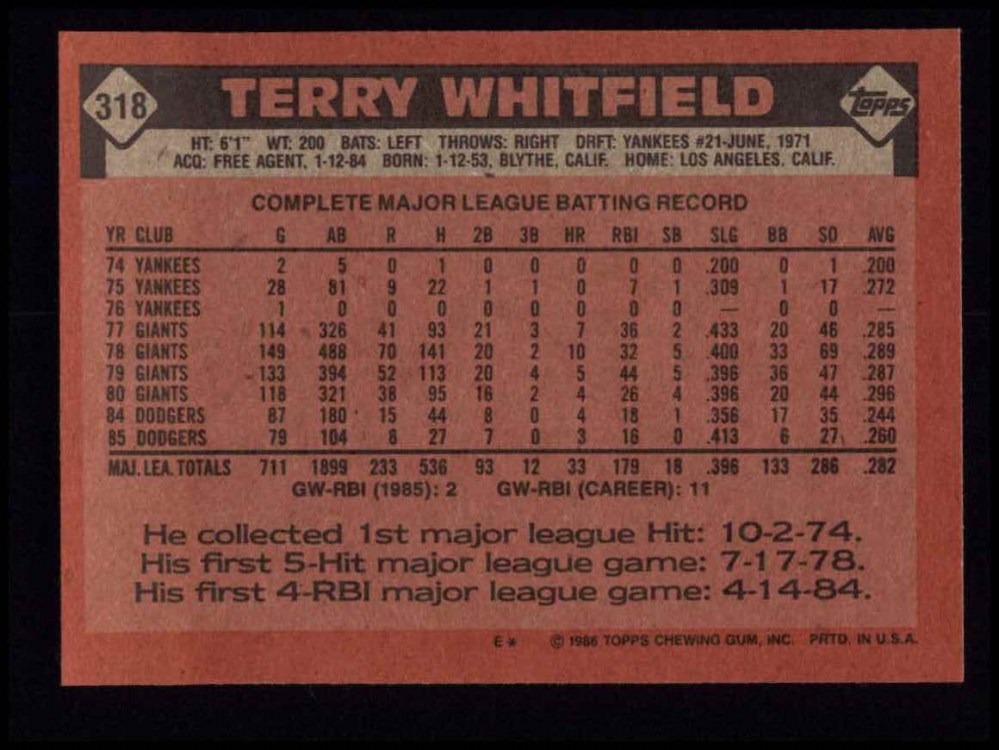 318 TERRY WHITFIELD Topps
HT: 6'1" WT: 200 BATS: LEFT THROWS: RIGHT DRFT: YANKEES #21-JUNE, 1971
ACQ: FREE AGENT, 1-12-84 BORN: 1-12-53, BLYTHE, CALIF. HOME: LOS ANGELES, CALIF.
COMPLETE MAJOR LEAGUE BATTING RECORD
YR CLUB G AB R H 2B 3B HR RBI SB SLG BB SO AVG
74 YANKEES 2 5 0 1 0 0 0 0 0 .200 0 1 .200
75 YANKEES 28 81 9 22 1 1 0 7 1 .309 1 17 .272
76 YANKEES 1 0 0 0 0 0 0 0 0 — 0 0 —
77 GIANTS 114 326 41 93 21 3 7 36 2 .433 20 46 .285
78 GIANTS 149 488 70 141 20 2 10 32 5 .400 33 69 .289
79 GIANTS 133 394 52 113 20 4 5 44 5 .396 36 47 .287
80 GIANTS 118 321 38 95 16 2 4 26 4 .396 20 44 .296
84 DODGERS 87 180 15 44 8 0 4 18 1 .356 17 35 .244
85 DODGERS 79 104 8 27 7 0 3 16 0 .413 6 27 .260
MAJ. LEA. TOTALS 711 1899 233 536 93 12 33 179 18 .396 133 286 .282
GW-RBI (1985): 2 GW-RBI (CAREER): 11
He collected 1st major league Hit: 10-2-74.
His first 5-Hit major league game: 7-17-78.
His first 4-RBI major league game: 4-14-84.
E* © 1986 TOPPS CHEWING GUM, INC. PRTD. IN U.S.A.